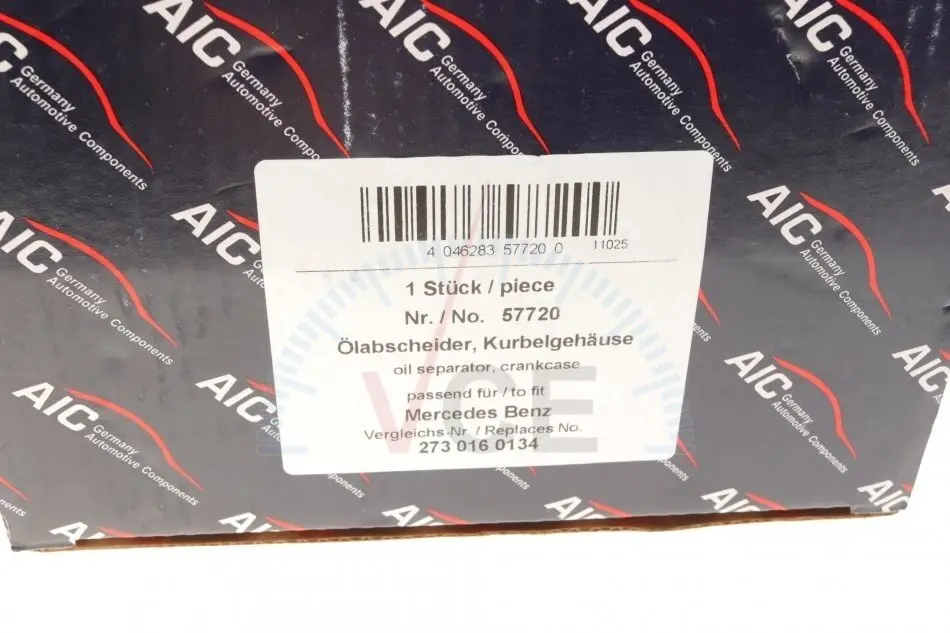 AIC Germany Automotive Components
4 046283 57720 0 11025
1 Stück / piece
Nr. / No. 57720
Ölabscheider, Kurbelgehäuse
oil separator, crankcase
passend für / to fit
Mercedes Benz
Vergleichs-Nr. / Replaces No.
273 016 0134
VCE